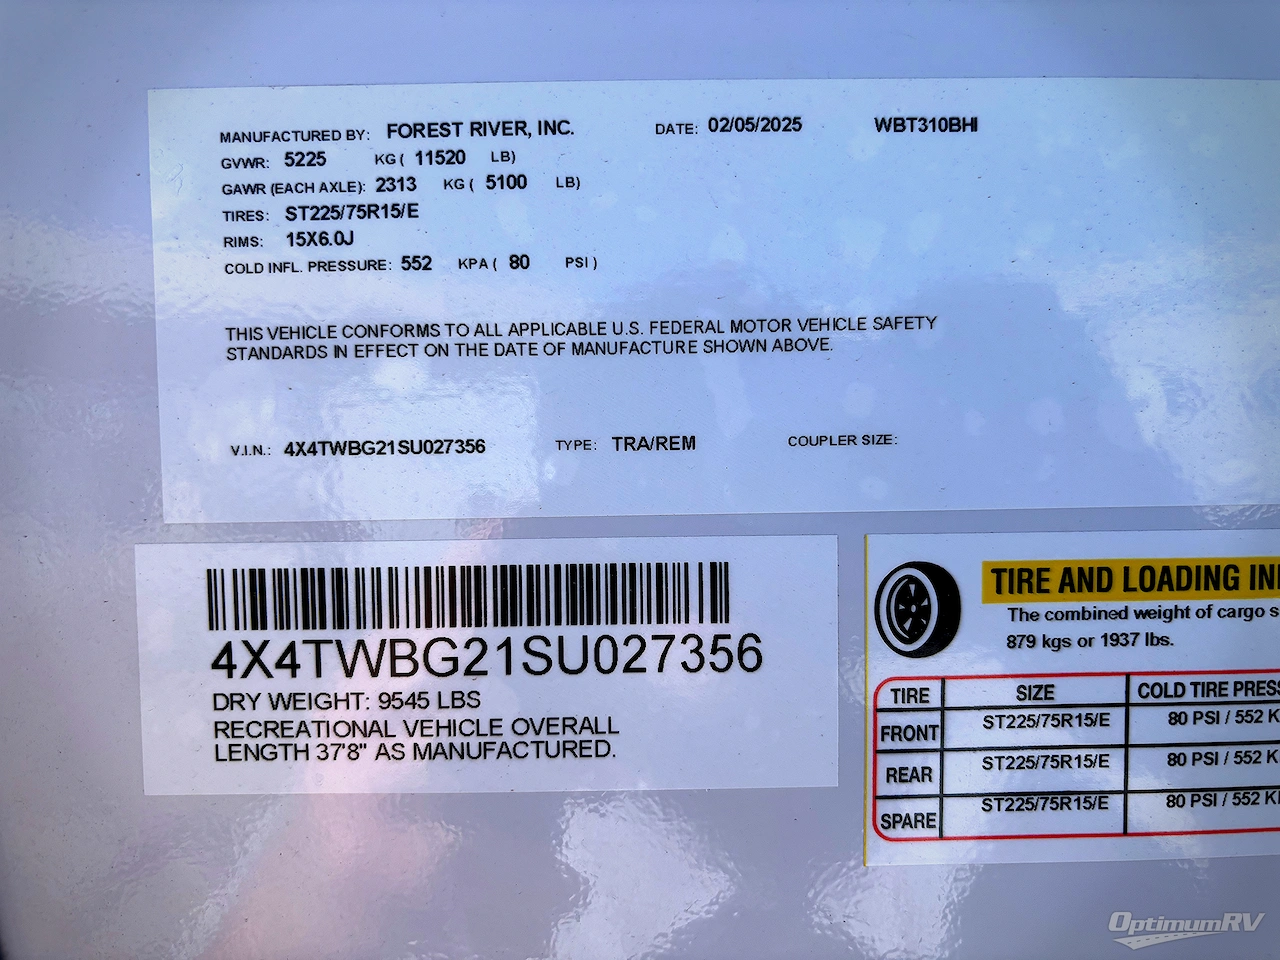 MANUFACTURED BY: FOREST RIVER, INC. DATE: 02/05/2025 WBT310BHI
GVWR: 5225 KG ( 11520 LB)
GAWR (EACH AXLE): 2313 KG ( 5100 LB)
TIRES: ST225/75R15/E
RIMS: 15X6.0J
COLD INFL. PRESSURE: 552 KPA ( 80 PSI )
THIS VEHICLE CONFORMS TO ALL APPLICABLE U.S. FEDERAL MOTOR VEHICLE SAFETY
STANDARDS IN EFFECT ON THE DATE OF MANUFACTURE SHOWN ABOVE.
V.I.N.: 4X4TWBG21SU027356 TYPE: TRA/REM COUPLER SIZE:
4X4TWBG21SU027356
DRY WEIGHT: 9545 LBS
RECREATIONAL VEHICLE OVERALL
LENGTH 37'8" AS MANUFACTURED.
TIRE AND LOADING IN
The combined weight of cargo s
879 kgs or 1937 lbs.
TIRE SIZE COLD TIRE PRESS
FRONT ST225/75R15/E 80 PSI / 552 K
REAR ST225/75R15/E 80 PSI / 552 K
SPARE ST225/75R15/E 80 PSI / 552 K
OptimumRV